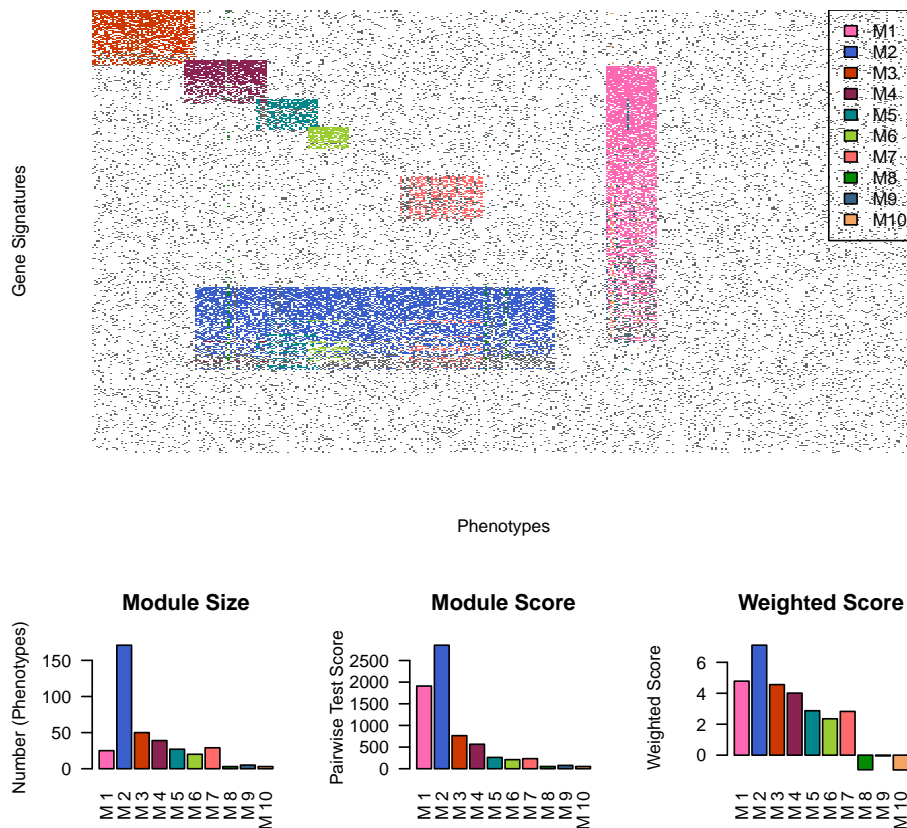 Gene Signatures
M1
M2
M3
M4
M5
M6
M7
M8
M9
M10
Phenotypes
Module Size
Number (Phenotypes)
150
100
50
0
M 1
M 2
M 3
M 4
M 5
M 6
M 7
M 8
M 9
M 10
Module Score
Pairwise Test Score
2500
2000
1500
1000
500
0
M 1
M 2
M 3
M 4
M 5
M 6
M 7
M 8
M 9
M 10
Weighted Score
Weighted Score
6
4
2
0
M 1
M 2
M 3
M 4
M 5
M 6
M 7
M 8
M 9
M 10